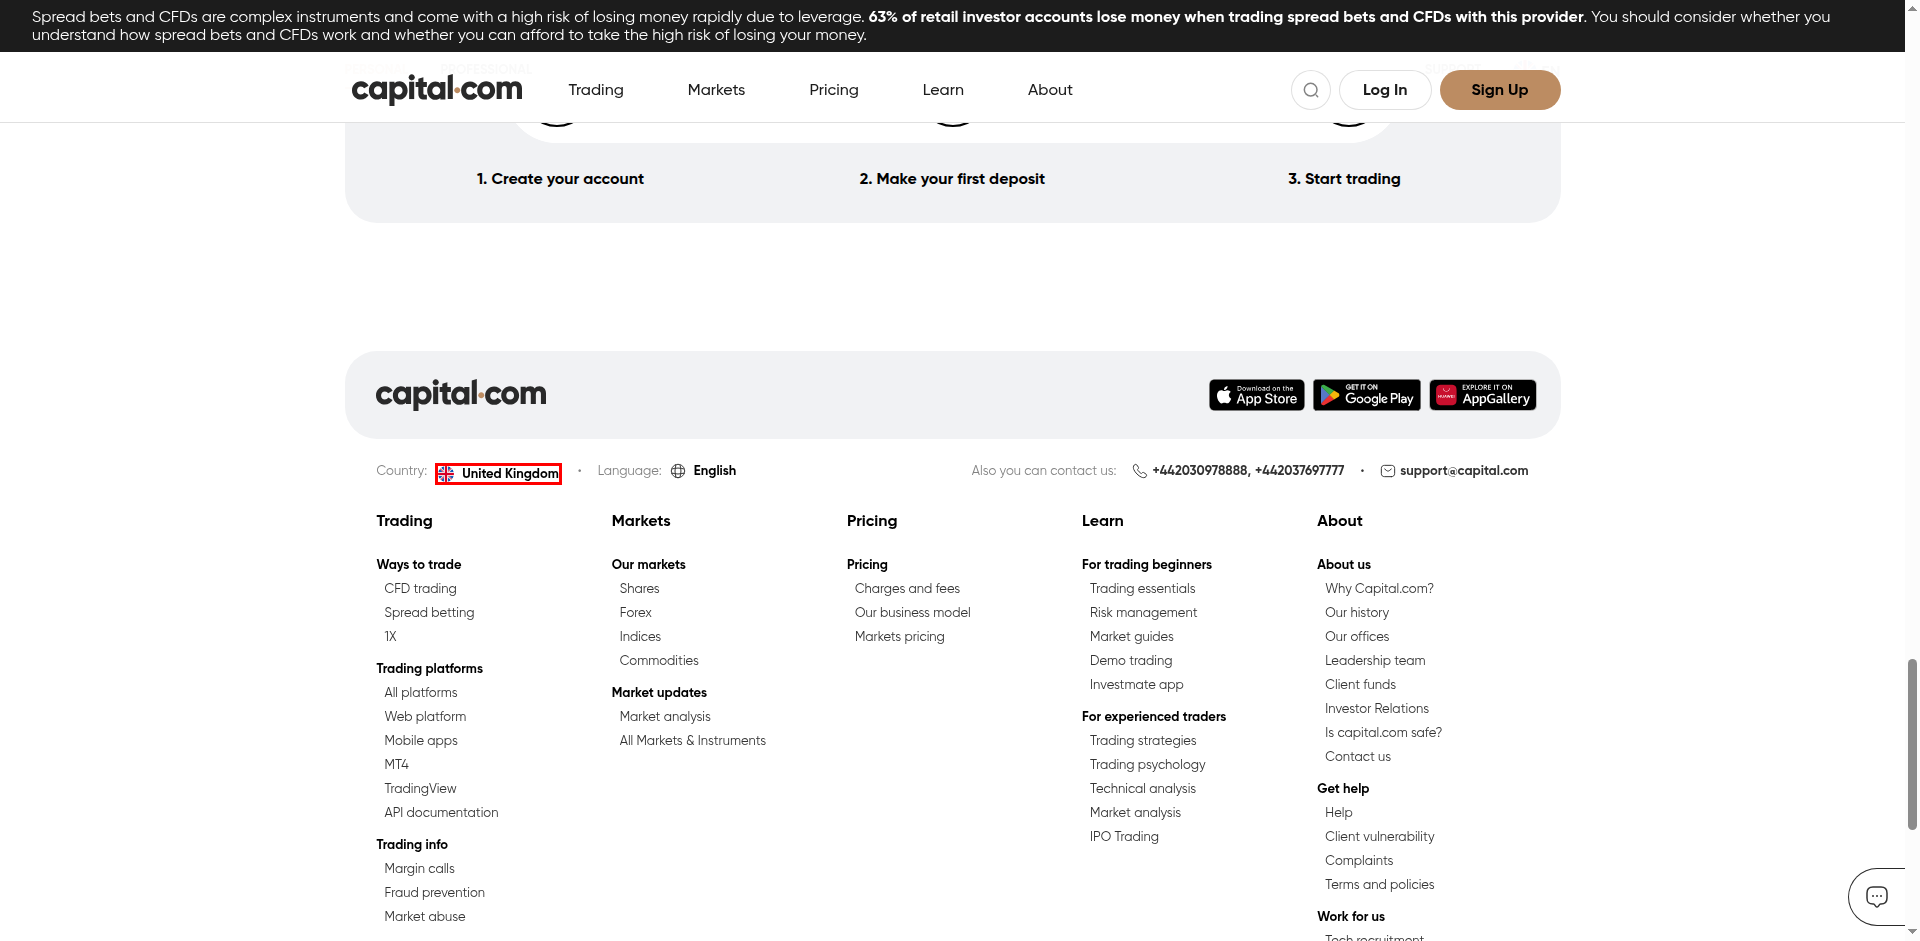 Spread bets and CFDs are complex instruments and come with a high risk of losing money rapidly due to leverage. 63% of retail investor accounts lose money when trading spread bets and CFDs with this provider. You should consider whether you
understand how spread bets and CFDs work and whether you can afford to take the high risk of losing your money.
capital.com
Trading
Markets
Pricing
Learn
About
Log In
Sign Up
1. Create your account
2. Make your first deposit
3. Start trading
capital.com
Download on the
App Store
GET IT ON
Google Play
HUAWEI
EXPLORE IT ON
AppGallery
Country: United Kingdom • Language: English
Also you can contact us: +442030978888, +442037697777 • support@capital.com
Trading
Ways to trade
CFD trading
Spread betting
1X
Trading platforms
All platforms
Web platform
Mobile apps
MT4
TradingView
API documentation
Trading info
Margin calls
Fraud prevention
Market abuse
Markets
Our markets
Shares
Forex
Indices
Commodities
Market updates
Market analysis
All Markets & Instruments
Pricing
Pricing
Charges and fees
Our business model
Markets pricing
Learn
For trading beginners
Trading essentials
Risk management
Market guides
Demo trading
Investmate app
For experienced traders
Trading strategies
Trading psychology
Technical analysis
Market analysis
IPO Trading
About
About us
Why Capital.com?
Our history
Our offices
Leadership team
Client funds
Investor Relations
Is capital.com safe?
Contact us
Get help
Help
Client vulnerability
Complaints
Terms and policies
Work for us
Tech recruitment